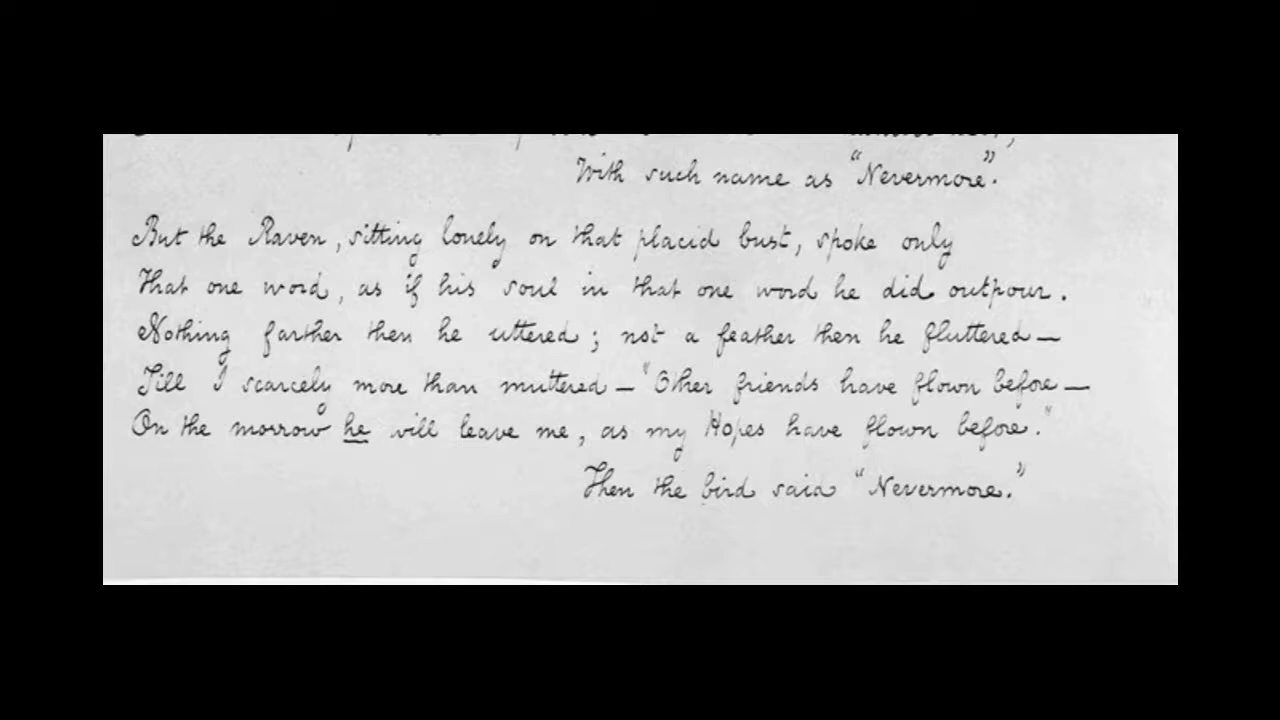 With such name as "Nevermore".
But the Raven, sitting lonely on that placid bust, spoke only
That one word, as if his soul in that one word he did outpour.
Nothing farther then he uttered; not a feather then he fluttered—
Till I scarcely more than muttered—"Other friends have flown before—
On the morrow he will leave me, as my Hopes have flown before."
Then the bird said "Nevermore."